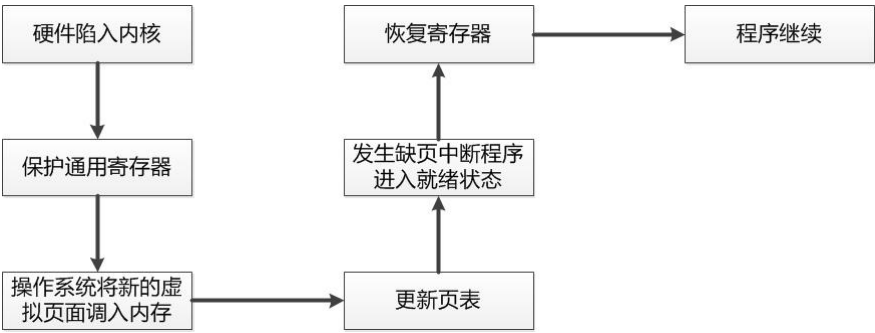 硬件陷入内核
保护通用寄存器
操作系统将新的虚
拟页面调入内存
更新页表
发生缺页中断程序
进入就绪状态
恢复寄存器
程序继续